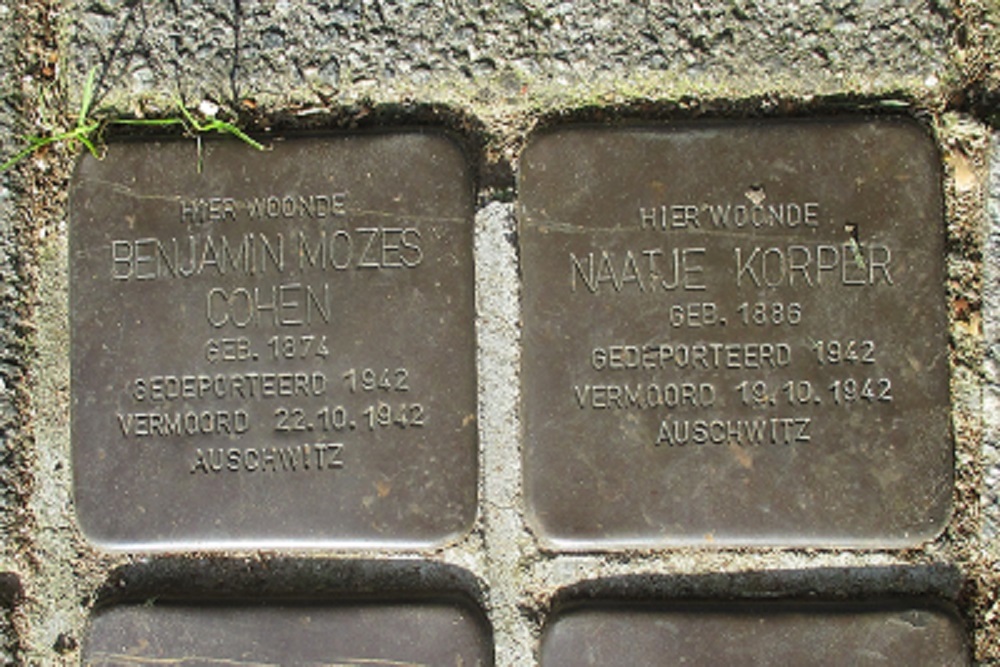 HIER WOONDE
BENJAMIN MOZES
COHEN
GEB. 1874
GEDEPORTEERD 1942
VERMOORD 22.10.1942
AUSCHWITZ
HIER WOONDE
NAATJE KORPER
GEB. 1886
GEDEPORTEERD 1942
VERMOORD 19.10.1942
AUSCHWITZ